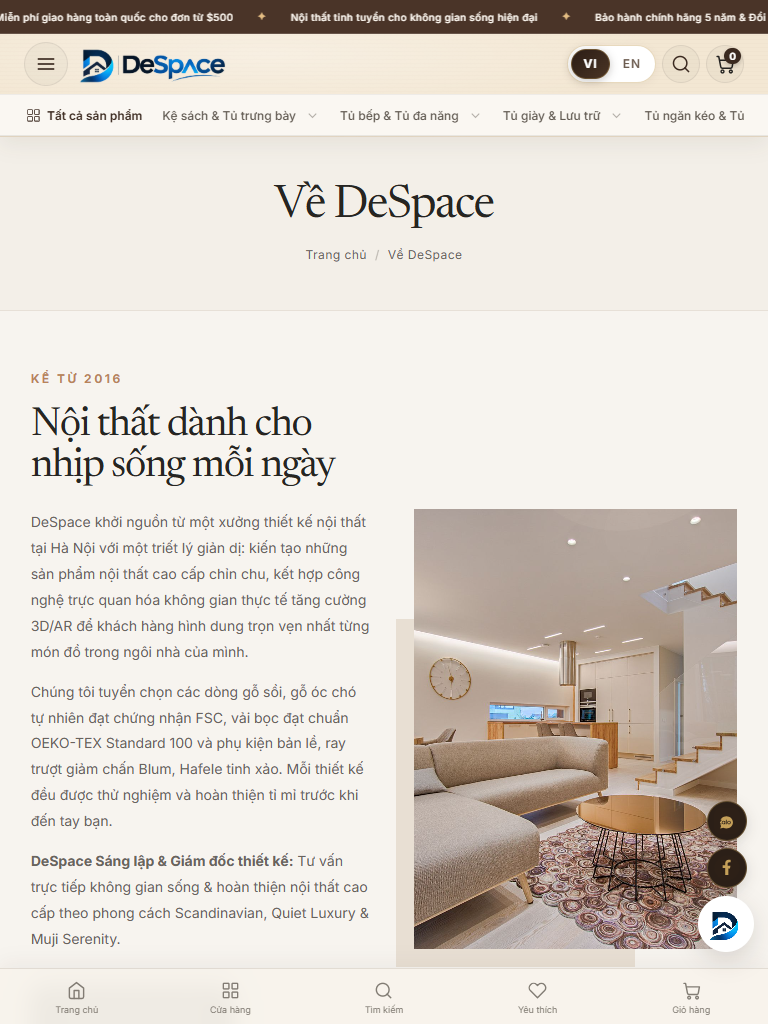 Miễn phí giao hàng toàn quốc cho đơn từ $500 ✦ Nội thất tinh tuyển cho không gian sống hiện đại ✦ Bảo hành chính hãng 5 năm & Đổi
DeSpace
VI EN
0
Tất cả sản phẩm Kệ sách & Tủ trưng bày Tủ bếp & Tủ đa năng Tủ giày & Lưu trữ Tủ ngăn kéo & Tủ
Về DeSpace
Trang chủ / Về DeSpace
KỂ TỪ 2016
Nội thất dành cho
nhịp sống mỗi ngày
DeSpace khởi nguồn từ một xưởng thiết kế nội thất
tại Hà Nội với một triết lý giản dị: kiến tạo những
sản phẩm nội thất cao cấp chỉn chu, kết hợp công
nghệ trực quan hóa không gian thực tế tăng cường
3D/AR để khách hàng hình dung trọn vẹn nhất từng
món đồ trong ngôi nhà của mình.
Chúng tôi tuyển chọn các dòng gỗ sồi, gỗ óc chó
tự nhiên đạt chứng nhận FSC, vải bọc đạt chuẩn
OEKO-TEX Standard 100 và phụ kiện bản lề, ray
trượt giảm chấn Blum, Hafele tinh xảo. Mỗi thiết kế
đều được thử nghiệm và hoàn thiện tỉ mỉ trước khi
đến tay bạn.
DeSpace Sáng lập & Giám đốc thiết kế: Tư vấn
trực tiếp không gian sống & hoàn thiện nội thất cao
cấp theo phong cách Scandinavian, Quiet Luxury &
Muji Serenity.
Zalo
Trang chủ Cửa hàng Tìm kiếm Yêu thích Giỏ hàng